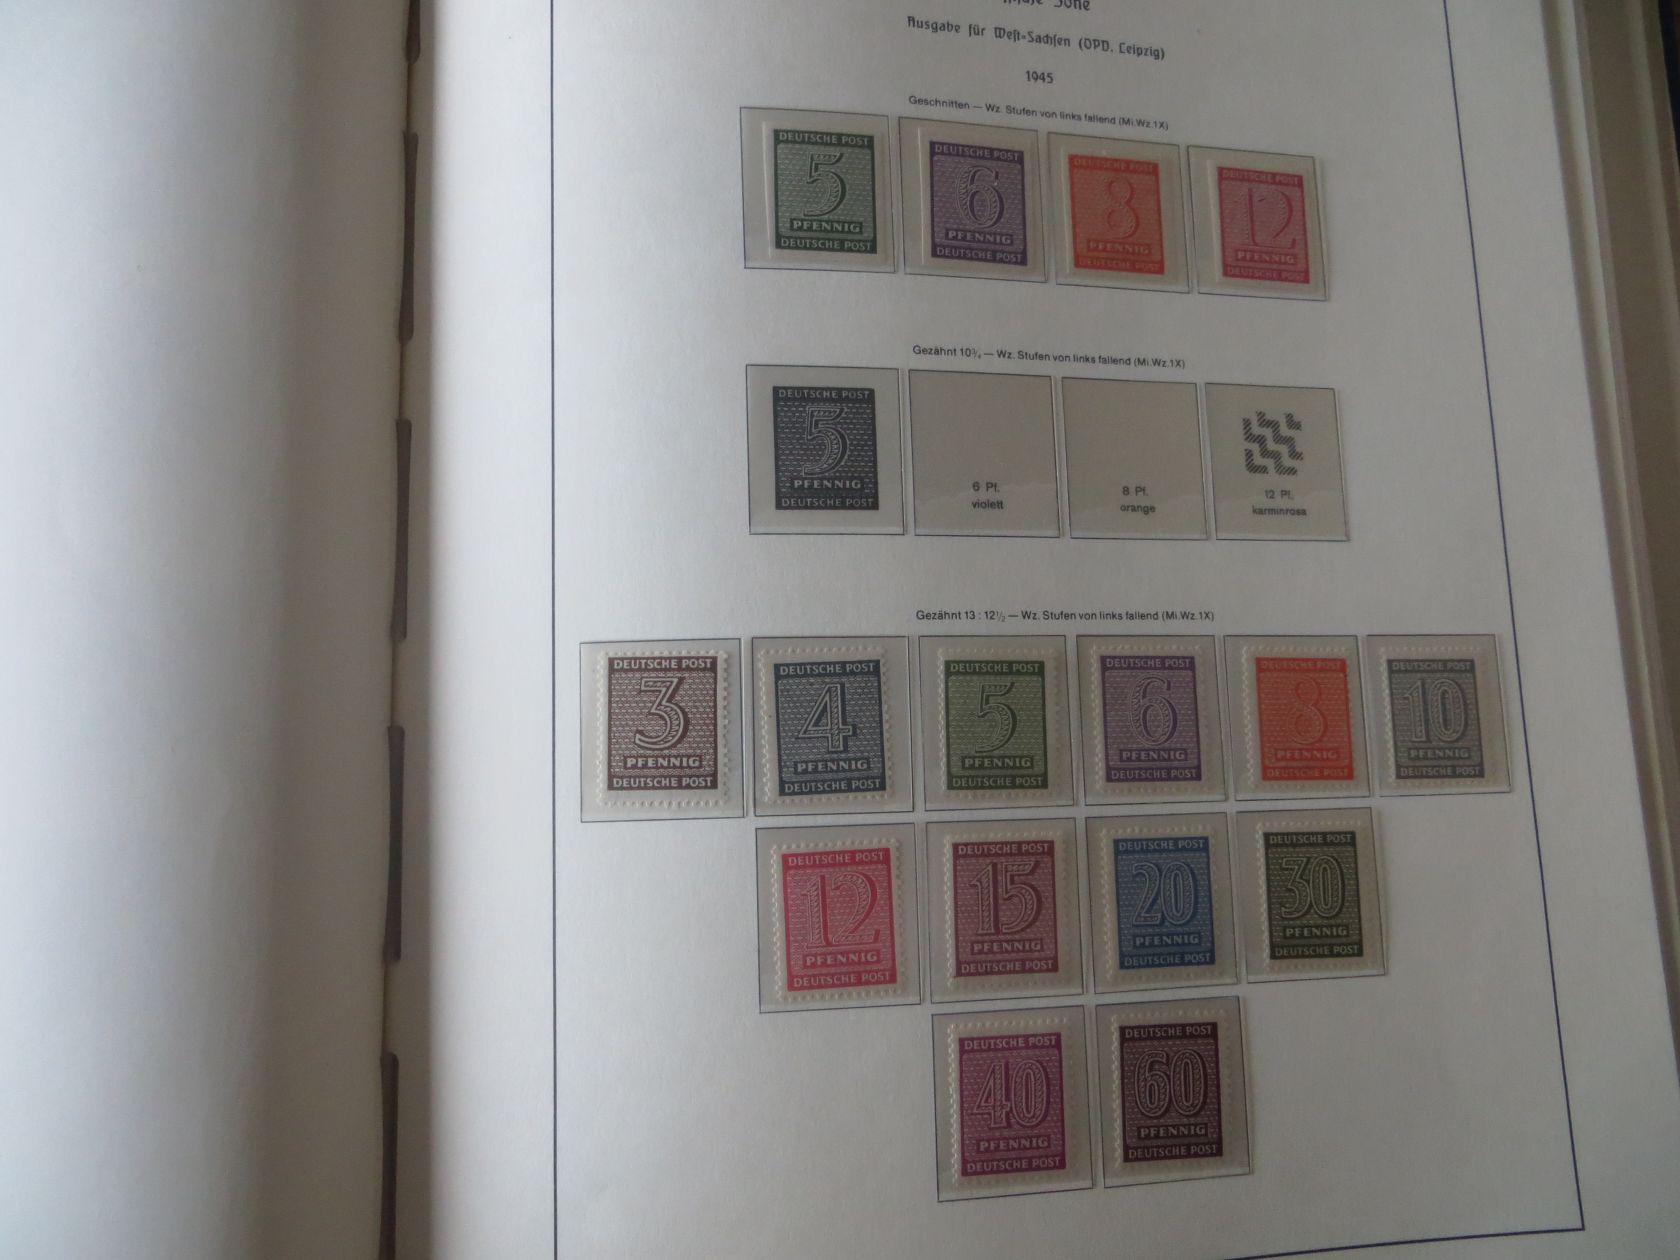 Zone
Ausgabe für West-Sachsen (OPD. Leipzig)
1945
Geschnitten — Wz. Stufen von links fallend (Mi.Wz.1X)
DEUTSCHE POST
5
PFENNIG
DEUTSCHE POST
DEUTSCHE POST
6
PFENNIG
DEUTSCHE POST
DEUTSCHE POST
8
PFENNIG
DEUTSCHE POST
DEUTSCHE POST
12
PFENNIG
DEUTSCHE POST
Gezähnt 10¾ — Wz. Stufen von links fallend (Mi.Wz.1X)
DEUTSCHE POST
5
PFENNIG
DEUTSCHE POST
6 Pf.
violett
8 Pf.
orange
12 Pf.
karminrosa
Gezähnt 13 : 12½ — Wz. Stufen von links fallend (Mi.Wz.1X)
DEUTSCHE POST
3
PFENNIG
DEUTSCHE POST
DEUTSCHE POST
4
PFENNIG
DEUTSCHE POST
DEUTSCHE POST
5
PFENNIG
DEUTSCHE POST
DEUTSCHE POST
6
PFENNIG
DEUTSCHE POST
DEUTSCHE POST
8
PFENNIG
DEUTSCHE POST
DEUTSCHE POST
10
PFENNIG
DEUTSCHE POST
DEUTSCHE POST
12
PFENNIG
DEUTSCHE POST
DEUTSCHE POST
15
PFENNIG
DEUTSCHE POST
DEUTSCHE POST
20
PFENNIG
DEUTSCHE POST
DEUTSCHE POST
30
PFENNIG
DEUTSCHE POST
DEUTSCHE POST
40
PFENNIG
DEUTSCHE POST
DEUTSCHE POST
60
PFENNIG
DEUTSCHE POST